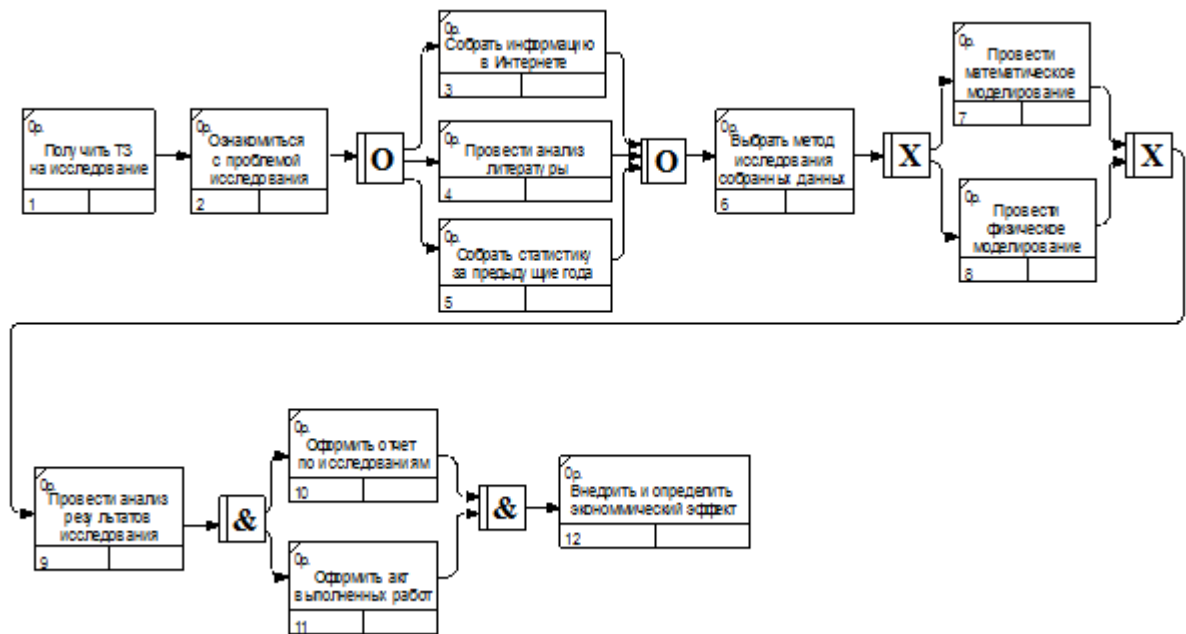 0р.
Получить ТЗ
на исследование
1
0р.
Ознакомиться
с проблемой
исследования
2
O
0р.
Собрать информацию
в Интернете
3
0р.
Провести анализ
литературы
4
0р.
Собрать статистику
за предыдущие года
5
O
0р.
Выбрать метод
исследования
собранных данных
6
X
0р.
Провести
математическое
моделирование
7
0р.
Провести
физическое
моделирование
8
X
0р.
Провести анализ
результатов
исследования
9
&
0р.
Оформить отчет
по исследованиям
10
0р.
Оформить акт
выполненных работ
11
&
0р.
Внедрить и определить
экономмический эффект
12